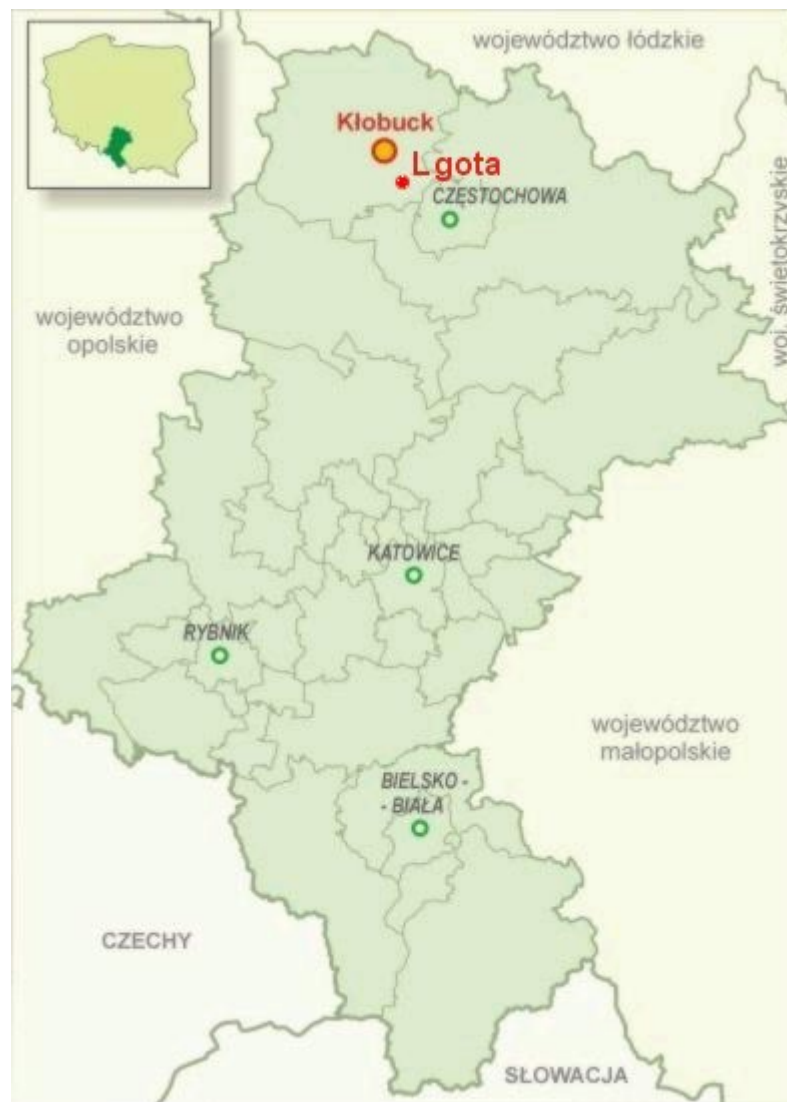 województwo łódzkie
Kłobuck
Lgota
CZĘSTOCHOWA
woj. świętokrzyskie
województwo
opolskie
KATOWICE
RYBNIK
województwo
małopolskie
BIELSKO -
- BIAŁA
CZECHY
SŁOWACJA